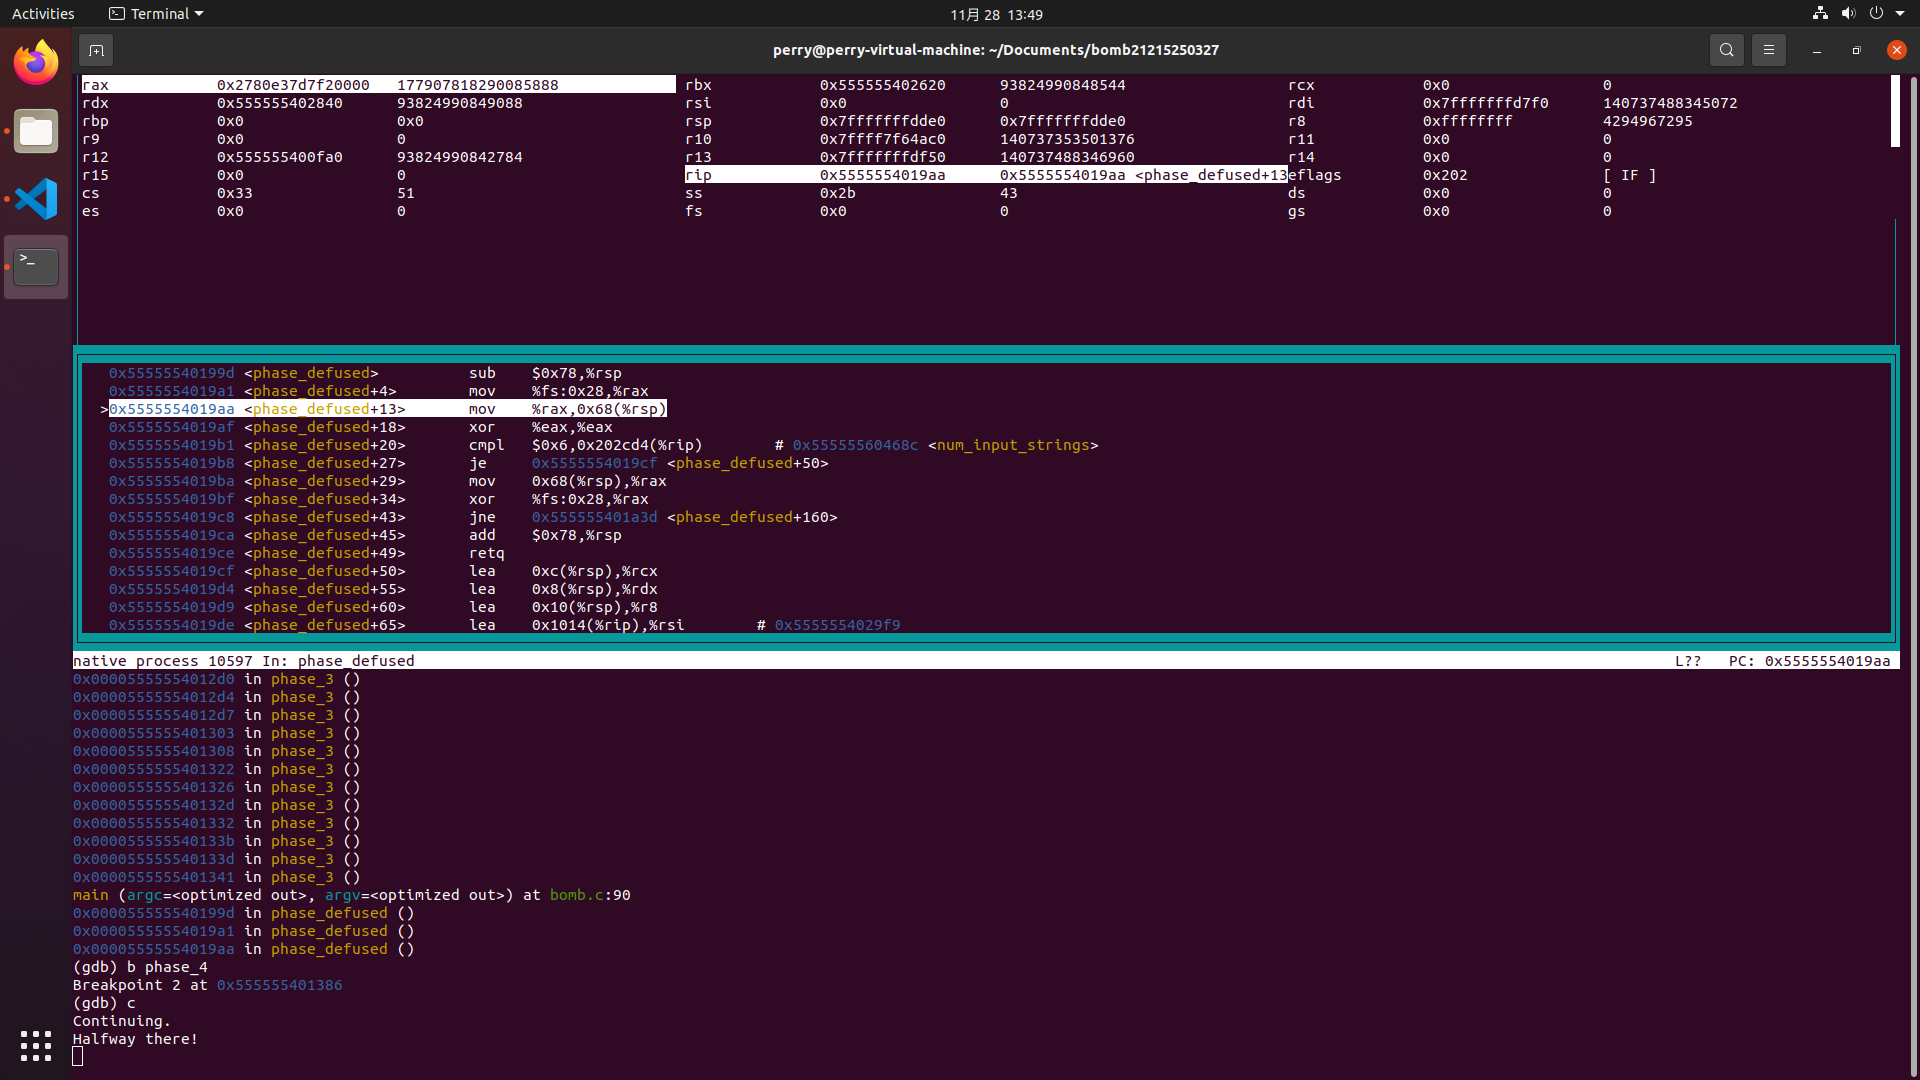 Activities Terminal 11月 28 13:49
perry@perry-virtual-machine: ~/Documents/bomb21215250327
rax 0x2780e37d7f20000 177907818290085888 rbx 0x555555402620 93824990848544 rcx 0x0 0
rdx 0x555555402840 93824990849088 rsi 0x0 0 rdi 0x7fffffffd7f0 140737488345072
rbp 0x0 0x0 rsp 0x7fffffffdde0 0x7fffffffdde0 r8 0xffffffff 4294967295
r9 0x0 0 r10 0x7ffff7f64ac0 140737353501376 r11 0x0 0
r12 0x555555400fa0 93824990842784 r13 0x7fffffffdf50 140737488346960 r14 0x0 0
r15 0x0 0 rip 0x5555554019aa 0x5555554019aa <phase_defused+13 eflags 0x202 [ IF ]
cs 0x33 51 ss 0x2b 43 ds 0x0 0
es 0x0 0 fs 0x0 0 gs 0x0 0
0x55555540199d <phase_defused> sub $0x78,%rsp
0x5555554019a1 <phase_defused+4> mov %fs:0x28,%rax
>0x5555554019aa <phase_defused+13> mov %rax,0x68(%rsp)
0x5555554019af <phase_defused+18> xor %eax,%eax
0x5555554019b1 <phase_defused+20> cmpl $0x6,0x202cd4(%rip) # 0x55555560468c <num_input_strings>
0x5555554019b8 <phase_defused+27> je 0x5555554019cf <phase_defused+50>
0x5555554019ba <phase_defused+29> mov 0x68(%rsp),%rax
0x5555554019bf <phase_defused+34> xor %fs:0x28,%rax
0x5555554019c8 <phase_defused+43> jne 0x555555401a3d <phase_defused+160>
0x5555554019ca <phase_defused+45> add $0x78,%rsp
0x5555554019ce <phase_defused+49> retq
0x5555554019cf <phase_defused+50> lea 0xc(%rsp),%rcx
0x5555554019d4 <phase_defused+55> lea 0x8(%rsp),%rdx
0x5555554019d9 <phase_defused+60> lea 0x10(%rsp),%r8
0x5555554019de <phase_defused+65> lea 0x1014(%rip),%rsi # 0x5555554029f9
native process 10597 In: phase_defused L?? PC: 0x5555554019aa
0x00005555554012d0 in phase_3 ()
0x00005555554012d4 in phase_3 ()
0x00005555554012d7 in phase_3 ()
0x0000555555401303 in phase_3 ()
0x0000555555401308 in phase_3 ()
0x0000555555401322 in phase_3 ()
0x0000555555401326 in phase_3 ()
0x000055555540132d in phase_3 ()
0x0000555555401332 in phase_3 ()
0x000055555540133b in phase_3 ()
0x000055555540133d in phase_3 ()
0x0000555555401341 in phase_3 ()
main (argc=<optimized out>, argv=<optimized out>) at bomb.c:90
0x000055555540199d in phase_defused ()
0x00005555554019a1 in phase_defused ()
0x00005555554019aa in phase_defused ()
(gdb) b phase_4
Breakpoint 2 at 0x555555401386
(gdb) c
Continuing.
Halfway there!